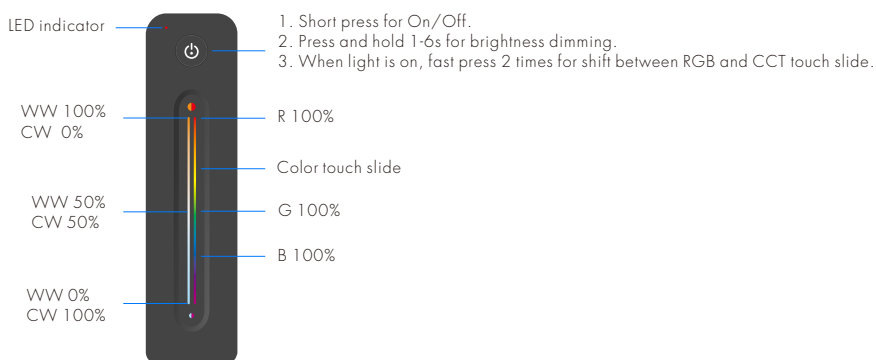 LED indicator
1. Short press for On/Off.
2. Press and hold 1-6s for brightness dimming.
3. When light is on, fast press 2 times for shift between RGB and CCT touch slide.
WW 100%
CW 0%
R 100%
Color touch slide
WW 50%
CW 50%
G 100%
B 100%
WW 0%
CW 100%